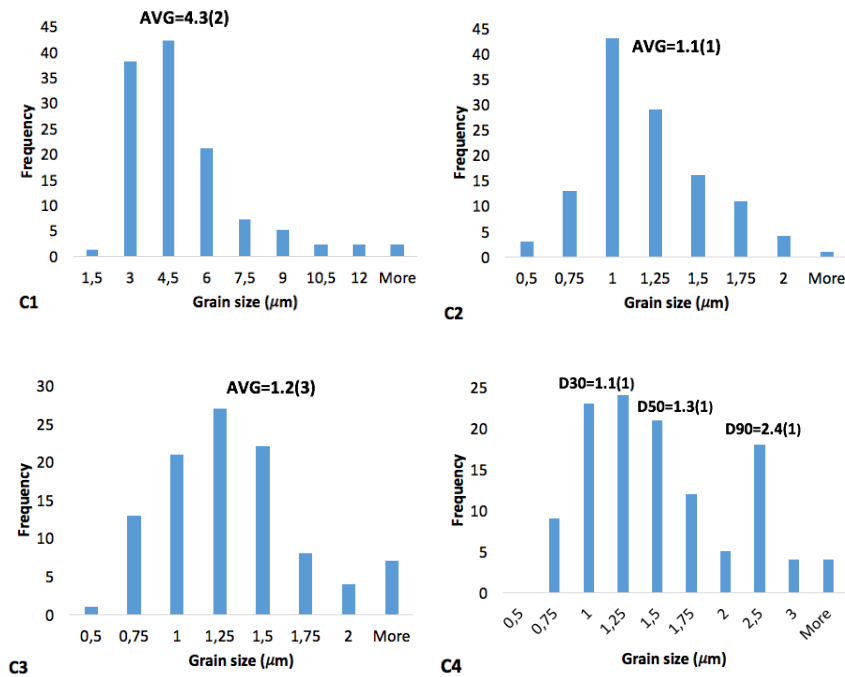 AVG=4.3(2)
45
40
35
30
25
20
15
10
5
0
Frequency
1,5 3 4,5 6 7,5 9 10,5 12 More
Grain size (μm)
C1
AVG=1.1(1)
45
40
35
30
25
20
15
10
5
0
Frequency
0,5 0,75 1 1,25 1,5 1,75 2 More
Grain size (μm)
C2
AVG=1.2(3)
30
25
20
15
10
5
0
Frequency
0,5 0,75 1 1,25 1,5 1,75 2 More
Grain size (μm)
C3
D30=1.1(1)
D50=1.3(1)
D90=2.4(1)
25
20
15
10
5
0
Frequency
0,5 0,75 1 1,25 1,5 1,75 2 2,5 3 More
Grain size (μm)
C4